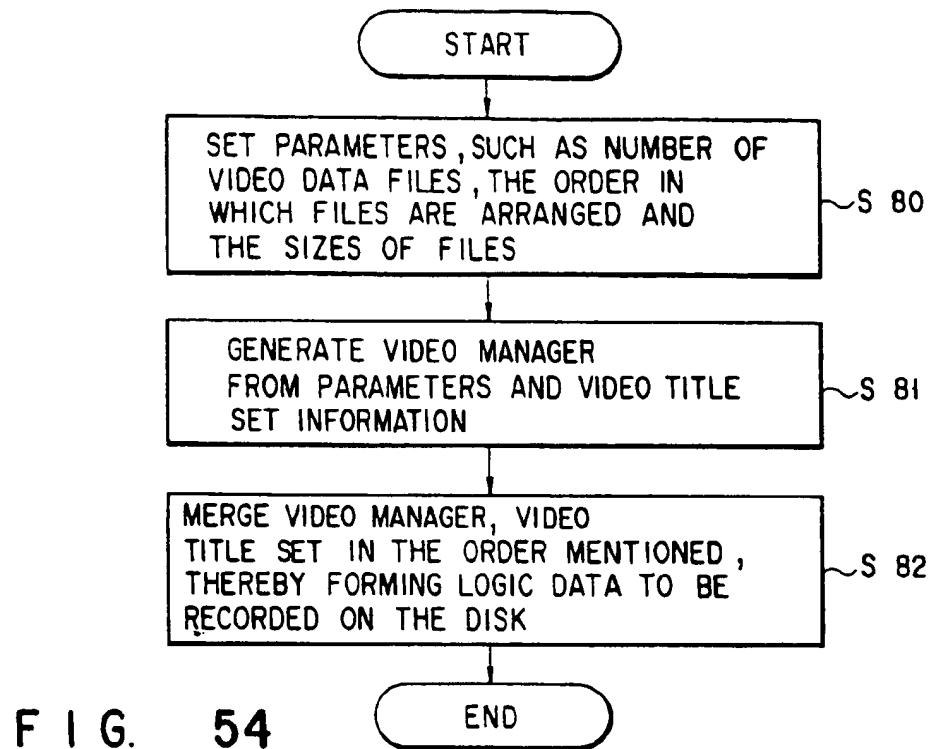 START
SET PARAMETERS, SUCH AS NUMBER OF
VIDEO DATA FILES, THE ORDER IN
WHICH FILES ARE ARRANGED AND
THE SIZES OF FILES
S 80
GENERATE VIDEO MANAGER
FROM PARAMETERS AND VIDEO TITLE
SET INFORMATION
S 81
MERGE VIDEO MANAGER, VIDEO
TITLE SET IN THE ORDER MENTIONED,
THEREBY FORMING LOGIC DATA TO BE
RECORDED ON THE DISK
S 82
END
FIG. 54